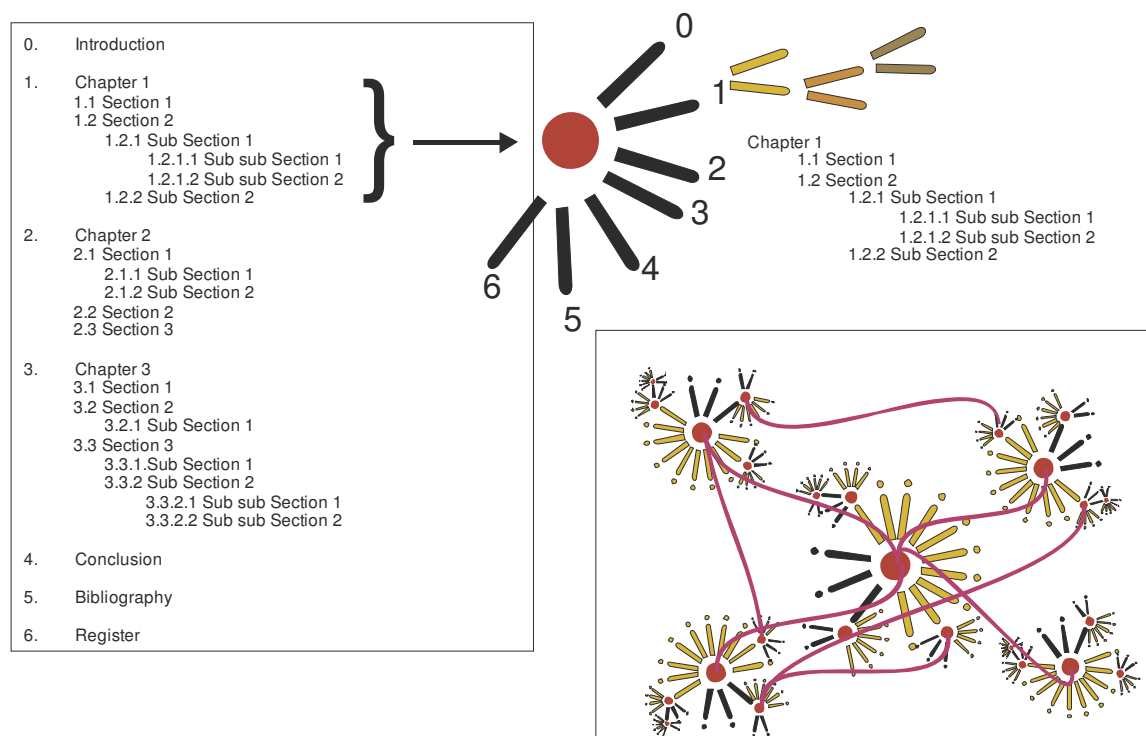 0. Introduction
1. Chapter 1
1.1 Section 1
1.2 Section 2
1.2.1 Sub Section 1
1.2.1.1 Sub sub Section 1
1.2.1.2 Sub sub Section 2
1.2.2 Sub Section 2
2. Chapter 2
2.1 Section 1
2.1.1 Sub Section 1
2.1.2 Sub Section 2
2.2 Section 2
2.3 Section 3
3. Chapter 3
3.1 Section 1
3.2 Section 2
3.2.1 Sub Section 1
3.3 Section 3
3.3.1.Sub Section 1
3.3.2 Sub Section 2
3.3.2.1 Sub sub Section 1
3.3.2.2 Sub sub Section 2
4. Conclusion
5. Bibliography
6. Register
0
1
2
3
4
5
6
Chapter 1
1.1 Section 1
1.2 Section 2
1.2.1 Sub Section 1
1.2.1.1 Sub sub Section 1
1.2.1.2 Sub sub Section 2
1.2.2 Sub Section 2